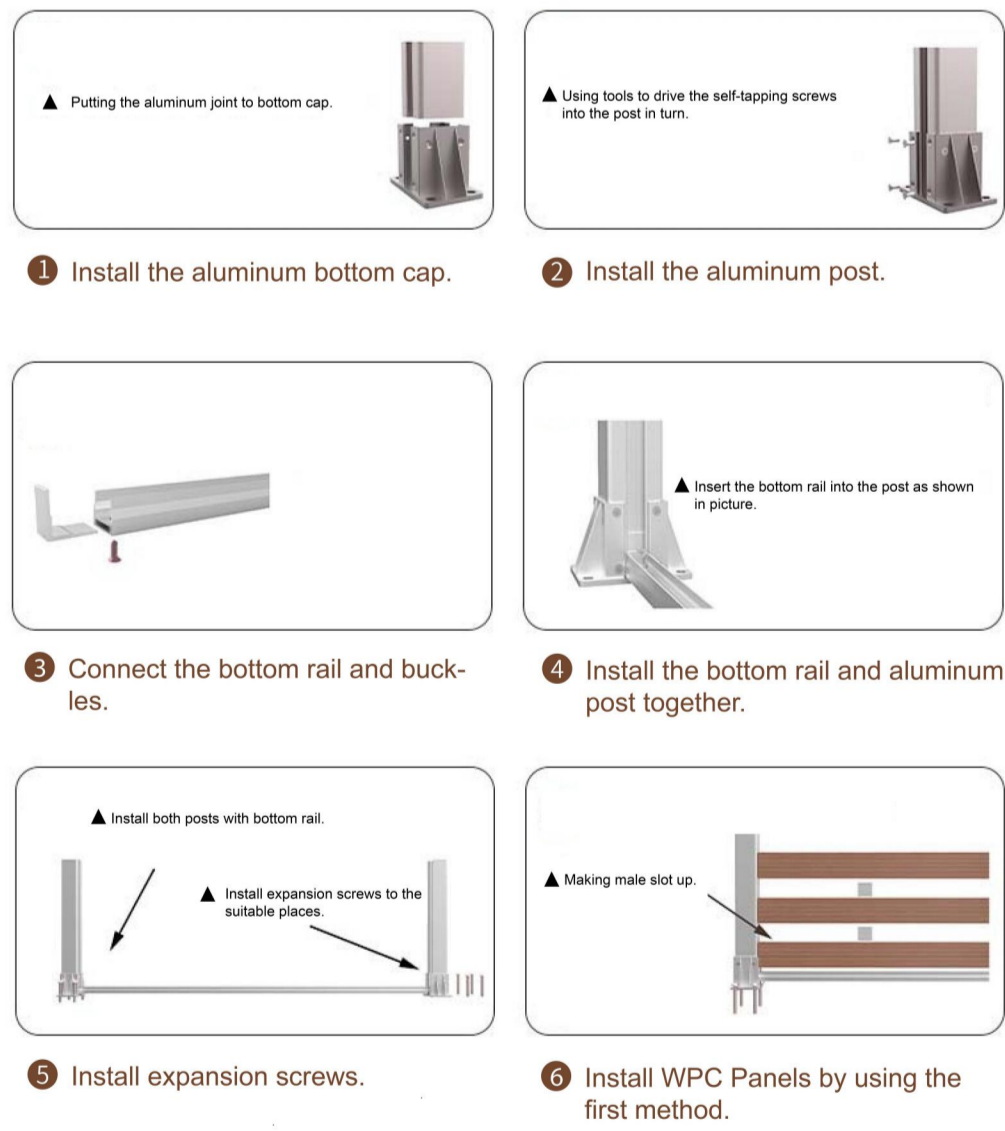 ▲ Putting the aluminum joint to bottom cap.
▲ Using tools to drive the self-tapping screws
into the post in turn.
1 Install the aluminum bottom cap.
2 Install the aluminum post.
▲ Insert the bottom rail into the post as shown
in picture.
3 Connect the bottom rail and buck-
les.
4 Install the bottom rail and aluminum
post together.
▲ Install both posts with bottom rail.
▲ Install expansion screws to the
suitable places.
▲ Making male slot up.
5 Install expansion screws.
6 Install WPC Panels by using the
first method.